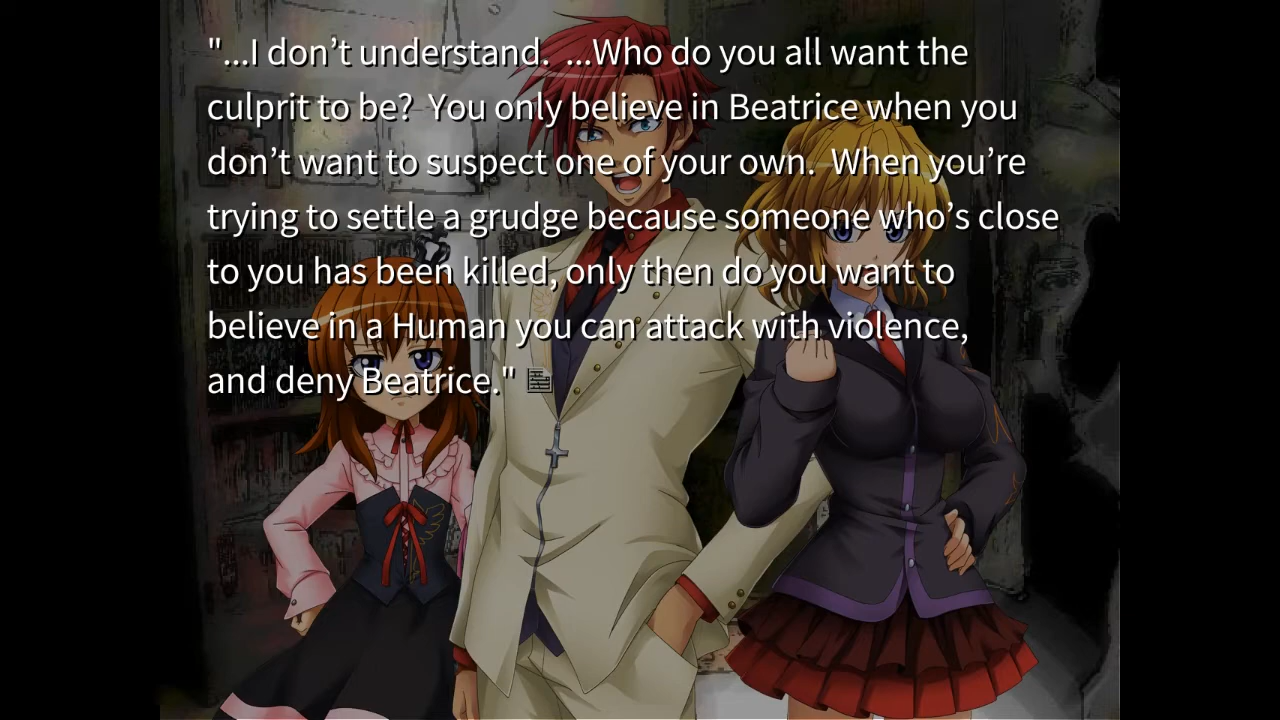 "...I don’t understand.  ...Who do you all want the
culprit to be?  You only believe in Beatrice when you
don’t want to suspect one of your own.  When you’re
trying to settle a grudge because someone who’s close
to you has been killed, only then do you want to
believe in a Human you can attack with violence,
and deny Beatrice."